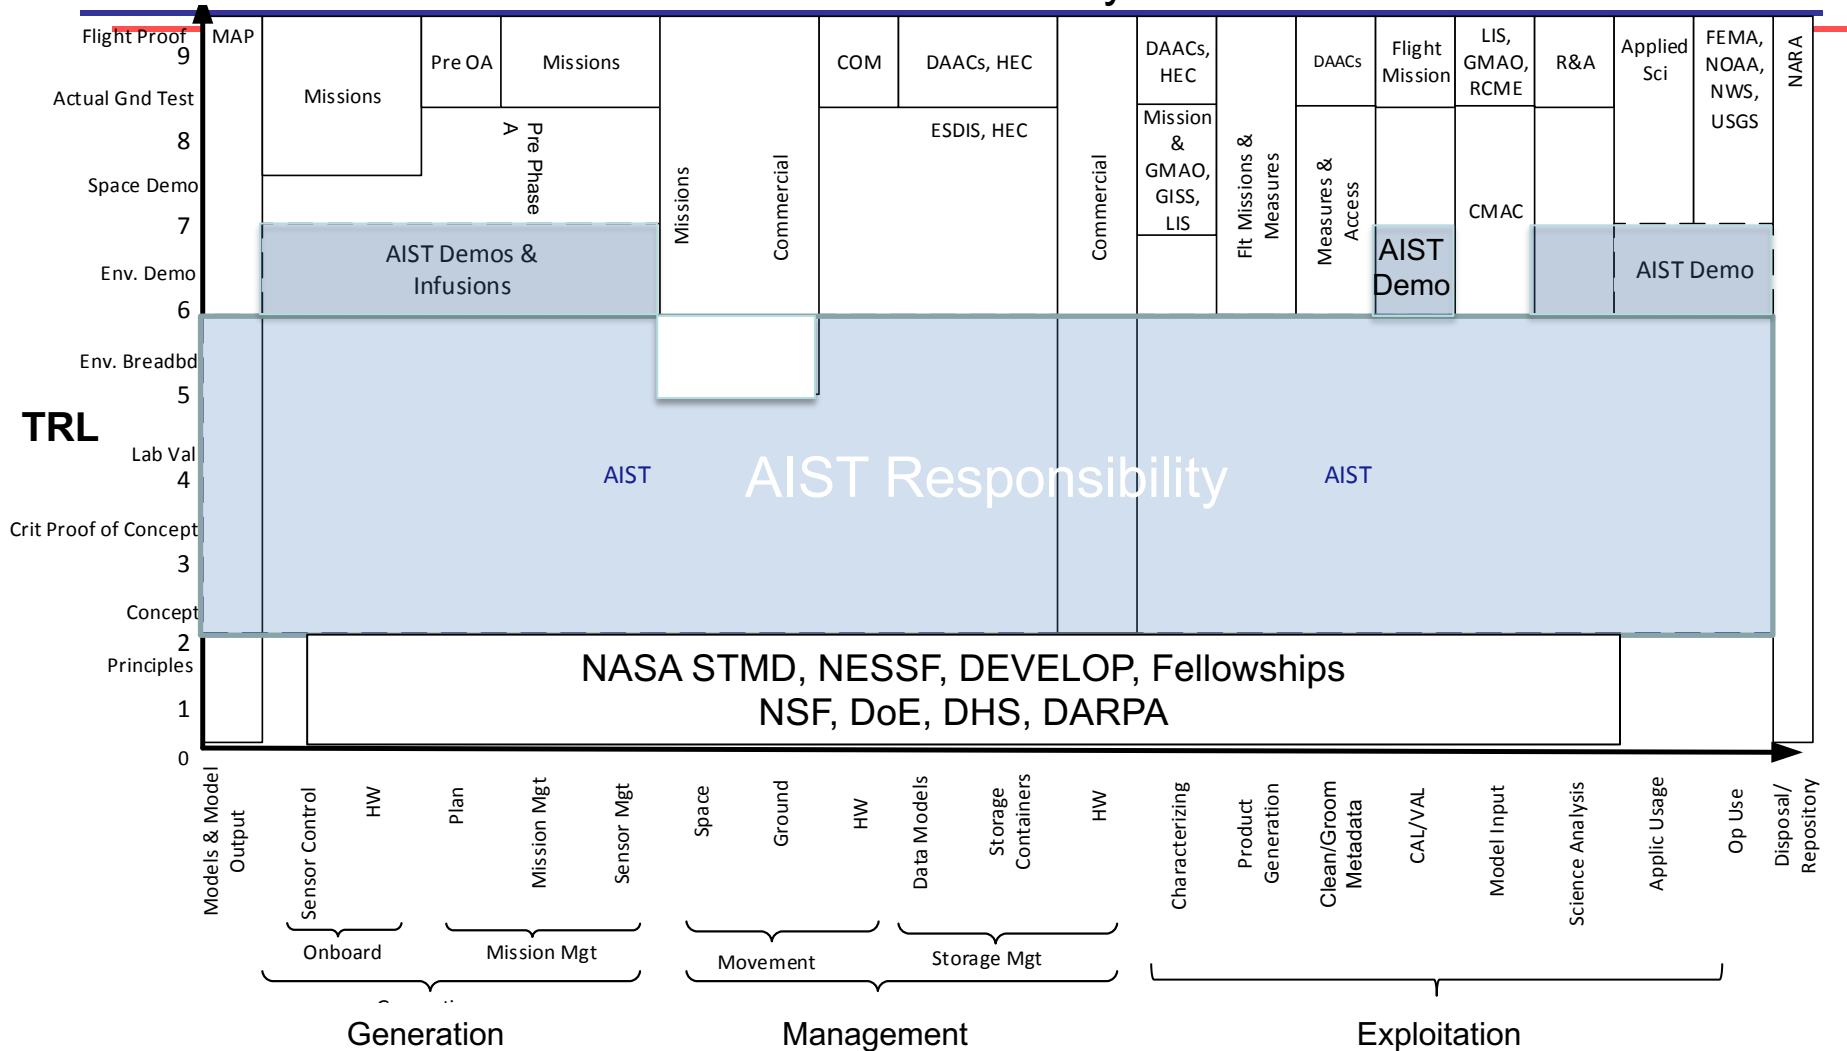 Flight Proof
9
Actual Gnd Test
8
Space Demo
7
Env. Demo
6
Env. Breadbd
5
TRL
Lab Val
4
Crit Proof of Concept
3
Concept
2
Principles
1
0
MAP
Missions
Pre OA
Missions
Pre Phase
A
Missions
Commercial
COM
DAACs, HEC
ESDIS, HEC
Commercial
DAACs,
HEC
Mission
&
GMAO,
GISS,
LIS
Flt Missions &
Measures
DAACs
Measures &
Access
Flight
Mission
LIS,
GMAO,
RCME
CMAC
R&A
Applied
Sci
FEMA,
NOAA,
NWS,
USGS
NARA
AIST Demos &
Infusions
AIST
Demo
AIST Demo
AIST
AIST Responsibility
AIST
NASA STMD, NESSF, DEVELOP, Fellowships
NSF, DoE, DHS, DARPA
Models & Model
Output
Sensor Control
HW
Plan
Mission Mgt
Sensor Mgt
Space
Ground
HW
Data Models
Storage
Containers
HW
Characterizing
Product
Generation
Clean/Groom
Metadata
CAL/VAL
Model Input
Science Analysis
Applic Usage
Op Use
Disposal/
Repository
Onboard
Mission Mgt
Movement
Storage Mgt
Generation
Management
Exploitation